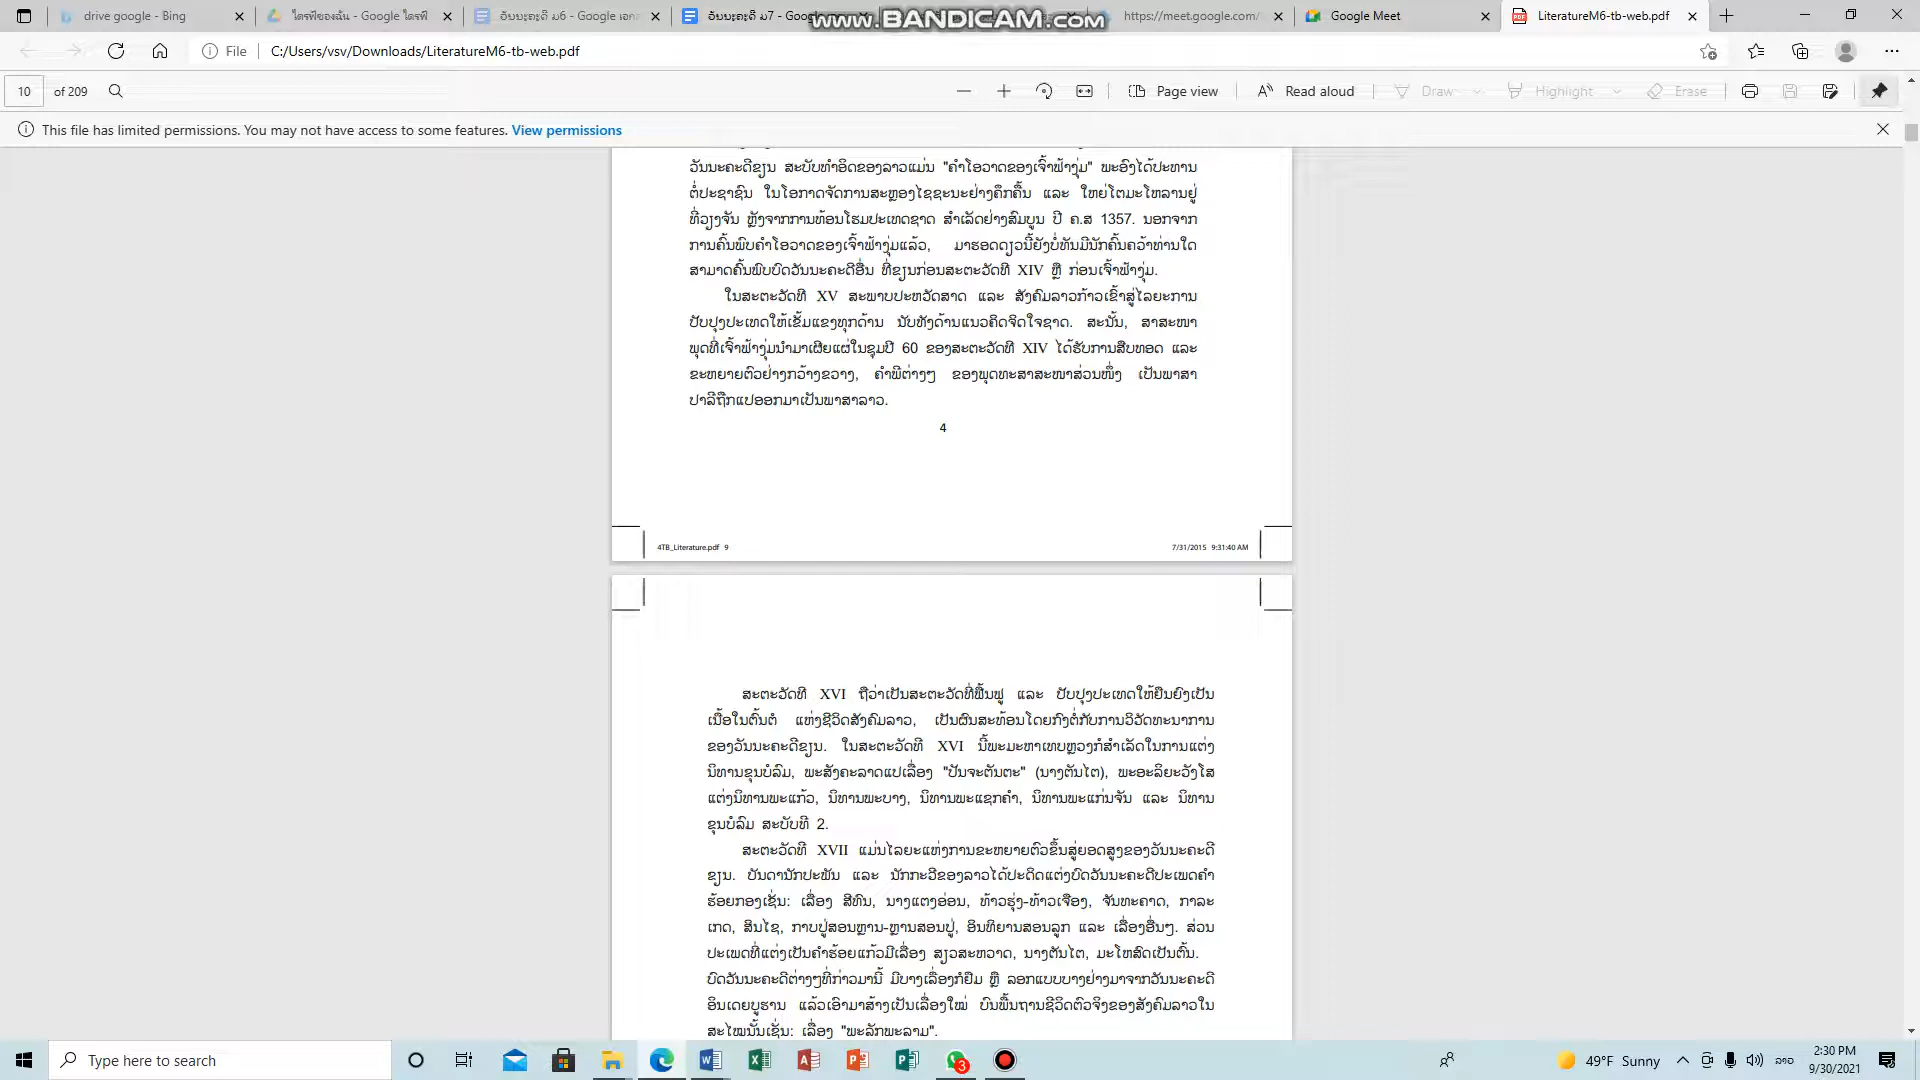 drive google - Bing
ไดรฟ์ของฉัน - Google ไดรฟ์
ວັນນະຄະດີ ມ6 - Google เอกส
ວັນນະຄະດີ ມ7 - Goog
www.BANDICAM.com
https://meet.google.com/
Google Meet
LiteratureM6-tb-web.pdf
File
C:/Users/vsv/Downloads/LiteratureM6-tb-web.pdf
10 of 209
Page view
Read aloud
Draw
Highlight
Erase
This file has limited permissions. You may not have access to some features. View permissions
ວັນນະຄະດີຂຽນ ສະບັບທຳອິດຂອງລາວແມ່ນ "ຄຳໂອວາດຂອງເຈົ້າຟ້າງຸ່ມ" ພະອົງໄດ້ປະທານ
ຕໍ່ປະຊາຊົນ ໃນໂອກາດຈັດການສະຫຼອງໄຊຊະນະຢ່າງຄຶກຄື້ນ ແລະ ໃຫຍ່ໂຕມະໂຫລານຢູ່
ທີ່ວຽງຈັນ ຫຼັງຈາກການທ້ອນໂຮມປະເທດຊາດ ສຳເລັດຢ່າງສົມບູນ ປີ ຄ.ສ 1357. ນອກຈາກ
ການຄົ້ນພົບຄຳໂອວາດຂອງເຈົ້າຟ້າງຸ່ມແລ້ວ, ມາຮອດດຽວນີ້ຍັງບໍ່ທັນມີນັກຄົ້ນຄວ້າທ່ານໃດ
ສາມາດຄົ້ນພົບບົດວັນນະຄະດີອື່ນ ທີ່ຂຽນກ່ອນສະຕະວັດທີ XIV ຫຼື ກ່ອນເຈົ້າຟ້າງຸ່ມ.
ໃນສະຕະວັດທີ XV ສະພາບປະຫວັດສາດ ແລະ ສັງຄົມລາວກ້າວເຂົ້າສູ່ໄລຍະການ
ປັບປຸງປະເທດໃຫ້ເຂັ້ມແຂງທຸກດ້ານ ນັບທັງດ້ານແນວຄິດຈິດໃຈຊາດ. ສະນັ້ນ, ສາສະໜາ
ພຸດທີ່ເຈົ້າຟ້າງຸ່ມນຳມາເຜີຍແຜ່ໃນຊຸມປີ 60 ຂອງສະຕະວັດທີ XIV ໄດ້ຮັບການສືບທອດ ແລະ
ຂະຫຍາຍຕົວຢ່າງກວ້າງຂວາງ, ຄຳພີຕ່າງໆ ຂອງພຸດທະສາສະໜາສ່ວນໜຶ່ງ ເປັນພາສາ
ປາລີຖືກແປອອກມາເປັນພາສາລາວ.
4
4TB_Literature.pdf 9
7/31/2015 9:31:40 AM
ສະຕະວັດທີ XVI ຖືວ່າເປັນສະຕະວັດທີ່ຟື້ນຟູ ແລະ ປັບປຸງປະເທດໃຫ້ຍືນຍົງເປັນ
ເນື້ອໃນຕົ້ນຕໍ ແຫ່ງຊີວິດສັງຄົມລາວ, ເປັນຜົນສະທ້ອນໂດຍກົງຕໍ່ກັບການວິວັດທະນາການ
ຂອງວັນນະຄະດີຂຽນ. ໃນສະຕະວັດທີ XVI ນີ້ພະມະຫາເທບຫຼວງກໍສຳເລັດໃນການແຕ່ງ
ນິທານຂຸນບໍລົມ, ພະສັງຄະລາດແປເລື່ອງ "ປັນຈະຕັນຕະ" (ນາງຕັນໄຕ), ພະອະລິຍະວັງໂສ
ແຕ່ງນິທານພະແກ້ວ, ນິທານພະບາງ, ນິທານພະແຊກຄຳ, ນິທານພະແກ່ນຈັນ ແລະ ນິທານ
ຂຸນບໍລົມ ສະບັບທີ 2.
ສະຕະວັດທີ XVII ແມ່ນໄລຍະແຫ່ງການຂະຫຍາຍຕົວຂຶ້ນສູ່ຍອດສູງຂອງວັນນະຄະດີ
ຂຽນ. ບັນດານັກປະພັນ ແລະ ນັກກະວີຂອງລາວໄດ້ປະດິດແຕ່ງບົດວັນນະຄະດີປະເພດຄຳ
ຮ້ອຍກອງເຊັ່ນ: ເລື່ອງ ສີທົນ, ນາງແຕງອ່ອນ, ທ້າວຮຸ່ງ-ທ້າວເຈືອງ, ຈັນທະຄາດ, ກາລະ
ເກດ, ສິນໄຊ, ກາບປູ່ສອນຫຼານ-ຫຼານສອນປູ່, ອິນທິຍານສອນລູກ ແລະ ເລື່ອງອື່ນໆ. ສ່ວນ
ປະເພດທີ່ແຕ່ງເປັນຄຳຮ້ອຍແກ້ວມີເລື່ອງ ສຽວສະຫວາດ, ນາງຕັນໄຕ, ມະໂຫສົດເປັນຕົ້ນ.
ບົດວັນນະຄະດີຕ່າງໆທີ່ກ່າວມານີ້ ມີບາງເລື່ອງກໍຢືມ ຫຼື ລອກແບບບາງຢ່າງມາຈາກວັນນະຄະດີ
ອິນເດຍບູຮານ ແລ້ວເອົາມາສ້າງເປັນເລື່ອງໃໝ່ ບົນພື້ນຖານຊີວິດຕົວຈິງຂອງສັງຄົມລາວໃນ
ສະໄໝນັ້ນເຊັ່ນ: ເລື່ອງ "ພະລັກພະລາມ".
Type here to search
3
49°F Sunny
ລາວ
2:30 PM
9/30/2021